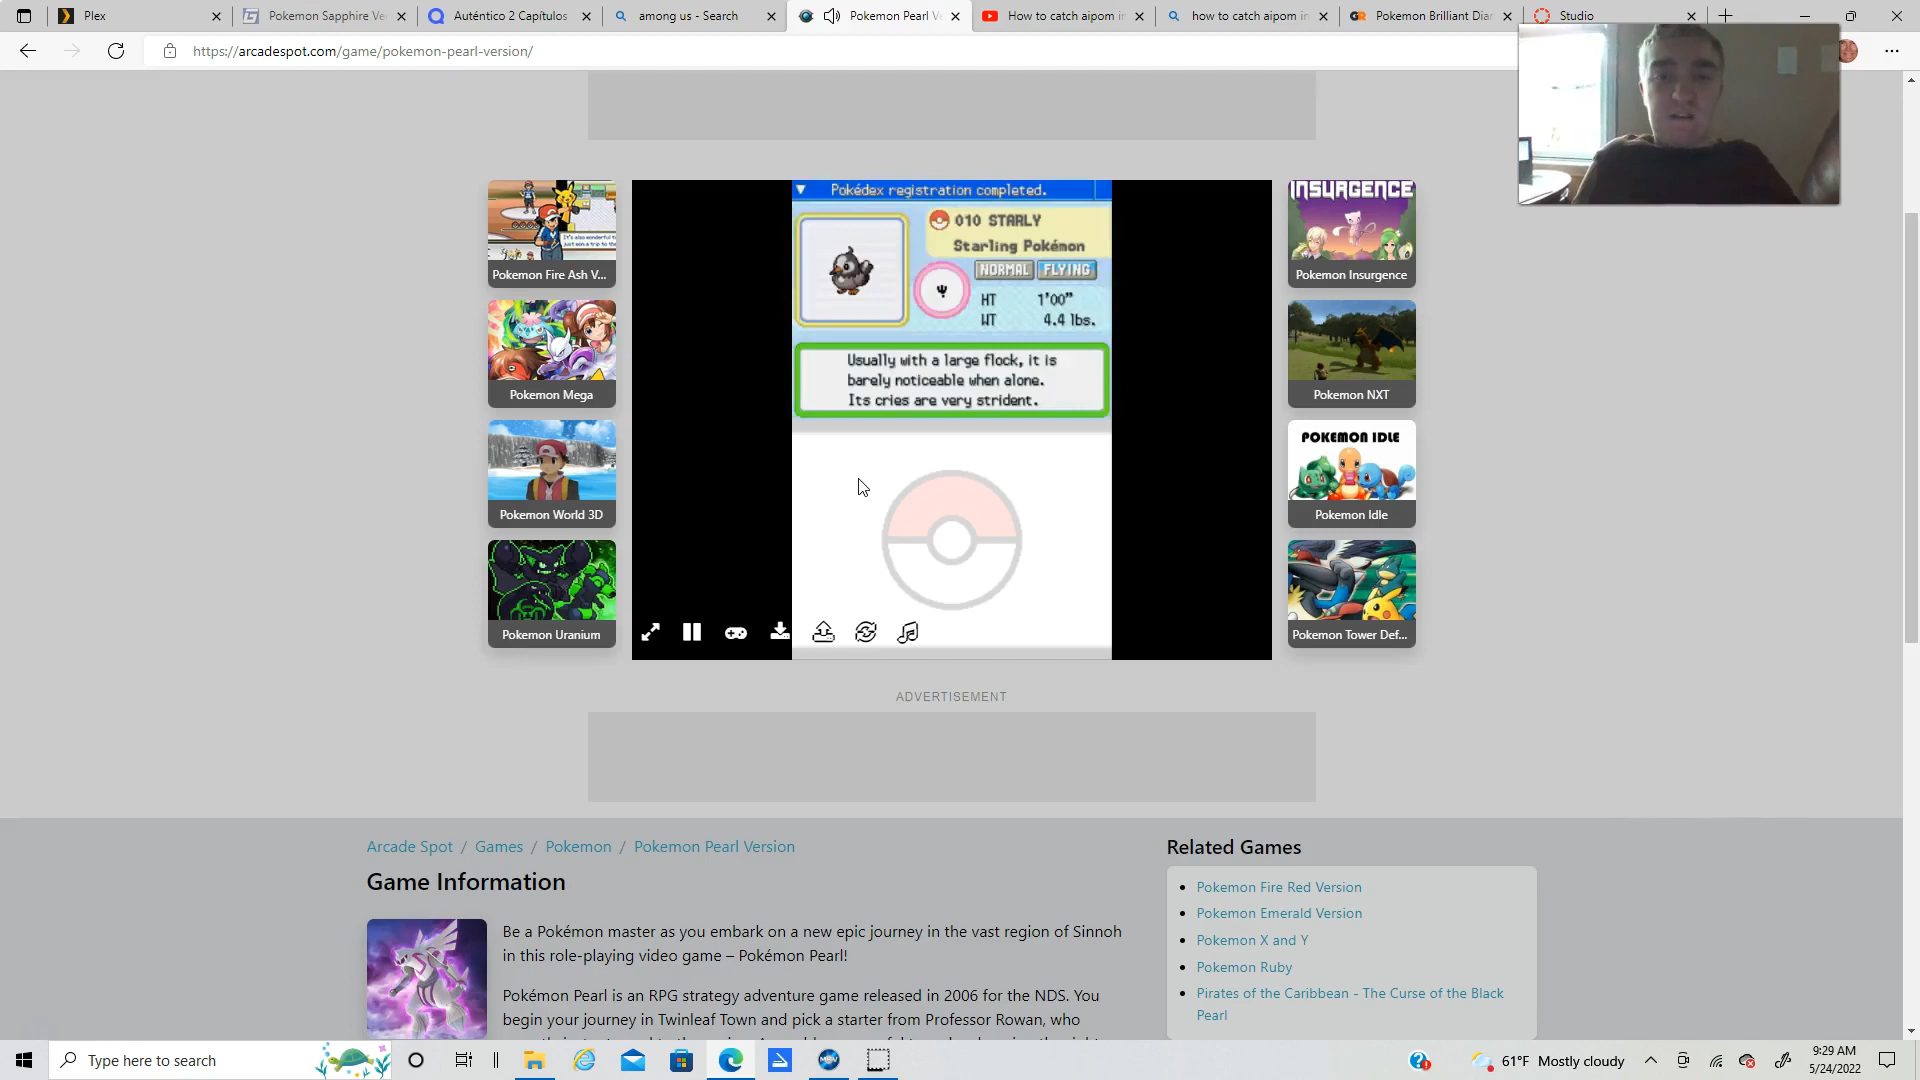 Plex
Pokemon Sapphire Ve
Auténtico 2 Capítulos
among us - Search
Pokemon Pearl V
How to catch aipom i
how to catch aipom i
GR Pokemon Brilliant Dia
Studio
https://arcadespot.com/game/pokemon-pearl-version/
Pokédex registration completed.
010 STARLY
Starling Pokémon
NORMAL FLYING
HT 1'00"
WT 4.4 lbs.
Usually with a large flock, it is
barely noticeable when alone.
Its cries are very strident.
Pokemon Fire Ash V...
Pokemon Mega
Pokemon World 3D
Pokemon Uranium
INSURGENCE
Pokemon Insurgence
Pokemon NXT
POKEMON IDLE
Pokemon Idle
Pokemon Tower Def...
ADVERTISEMENT
Arcade Spot / Games / Pokemon / Pokemon Pearl Version
Game Information
Be a Pokémon master as you embark on a new epic journey in the vast region of Sinnoh
in this role-playing video game – Pokémon Pearl!
Pokémon Pearl is an RPG strategy adventure game released in 2006 for the NDS. You
begin your journey in Twinleaf Town and pick a starter from Professor Rowan, who
Related Games
Pokemon Fire Red Version
Pokemon Emerald Version
Pokemon X and Y
Pokemon Ruby
Pirates of the Caribbean - The Curse of the Black
Pearl
Type here to search
61°F Mostly cloudy
9:29 AM
5/24/2022